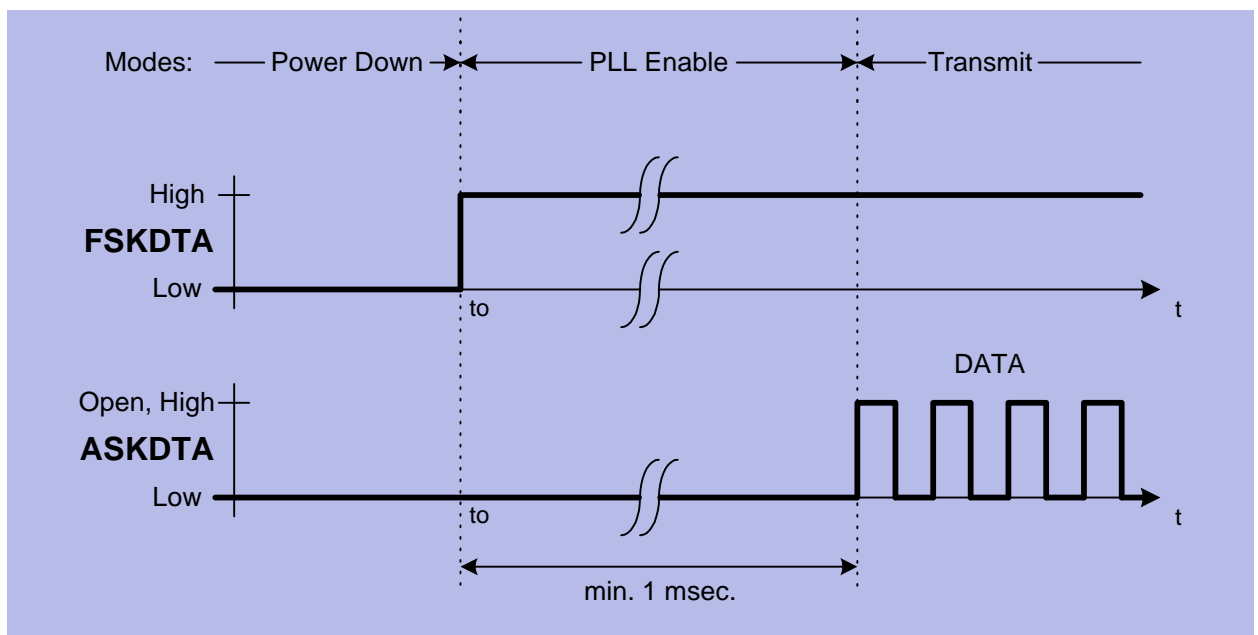 Modes: Power Down PLL Enable Transmit
High
FSKDTA
Low
to
t
DATA
Open, High
ASKDTA
Low
to
t
min. 1 msec.